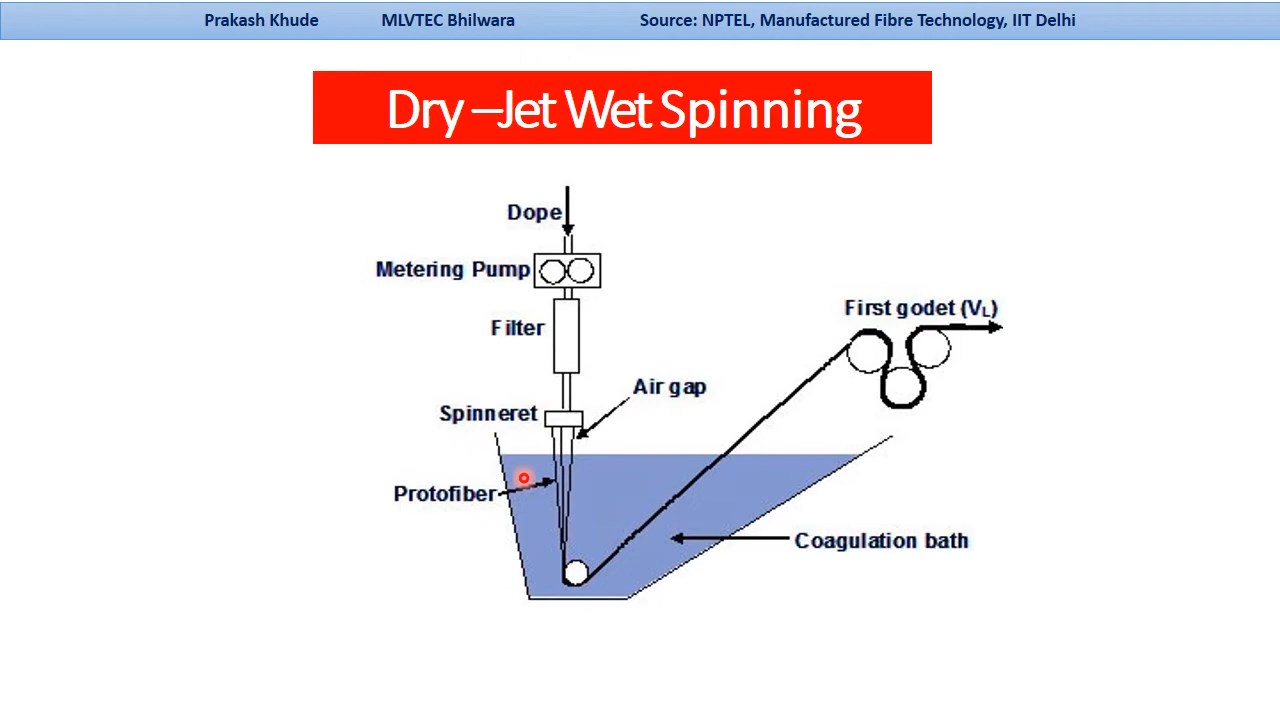 Prakash Khude MLVTEC Bhilwara Source: NPTEL, Manufactured Fibre Technology, IIT Delhi
Dry –Jet Wet Spinning
Dope
Metering Pump
First godet (VL)
Filter
Air gap
Spinneret
Protofiber
Coagulation bath